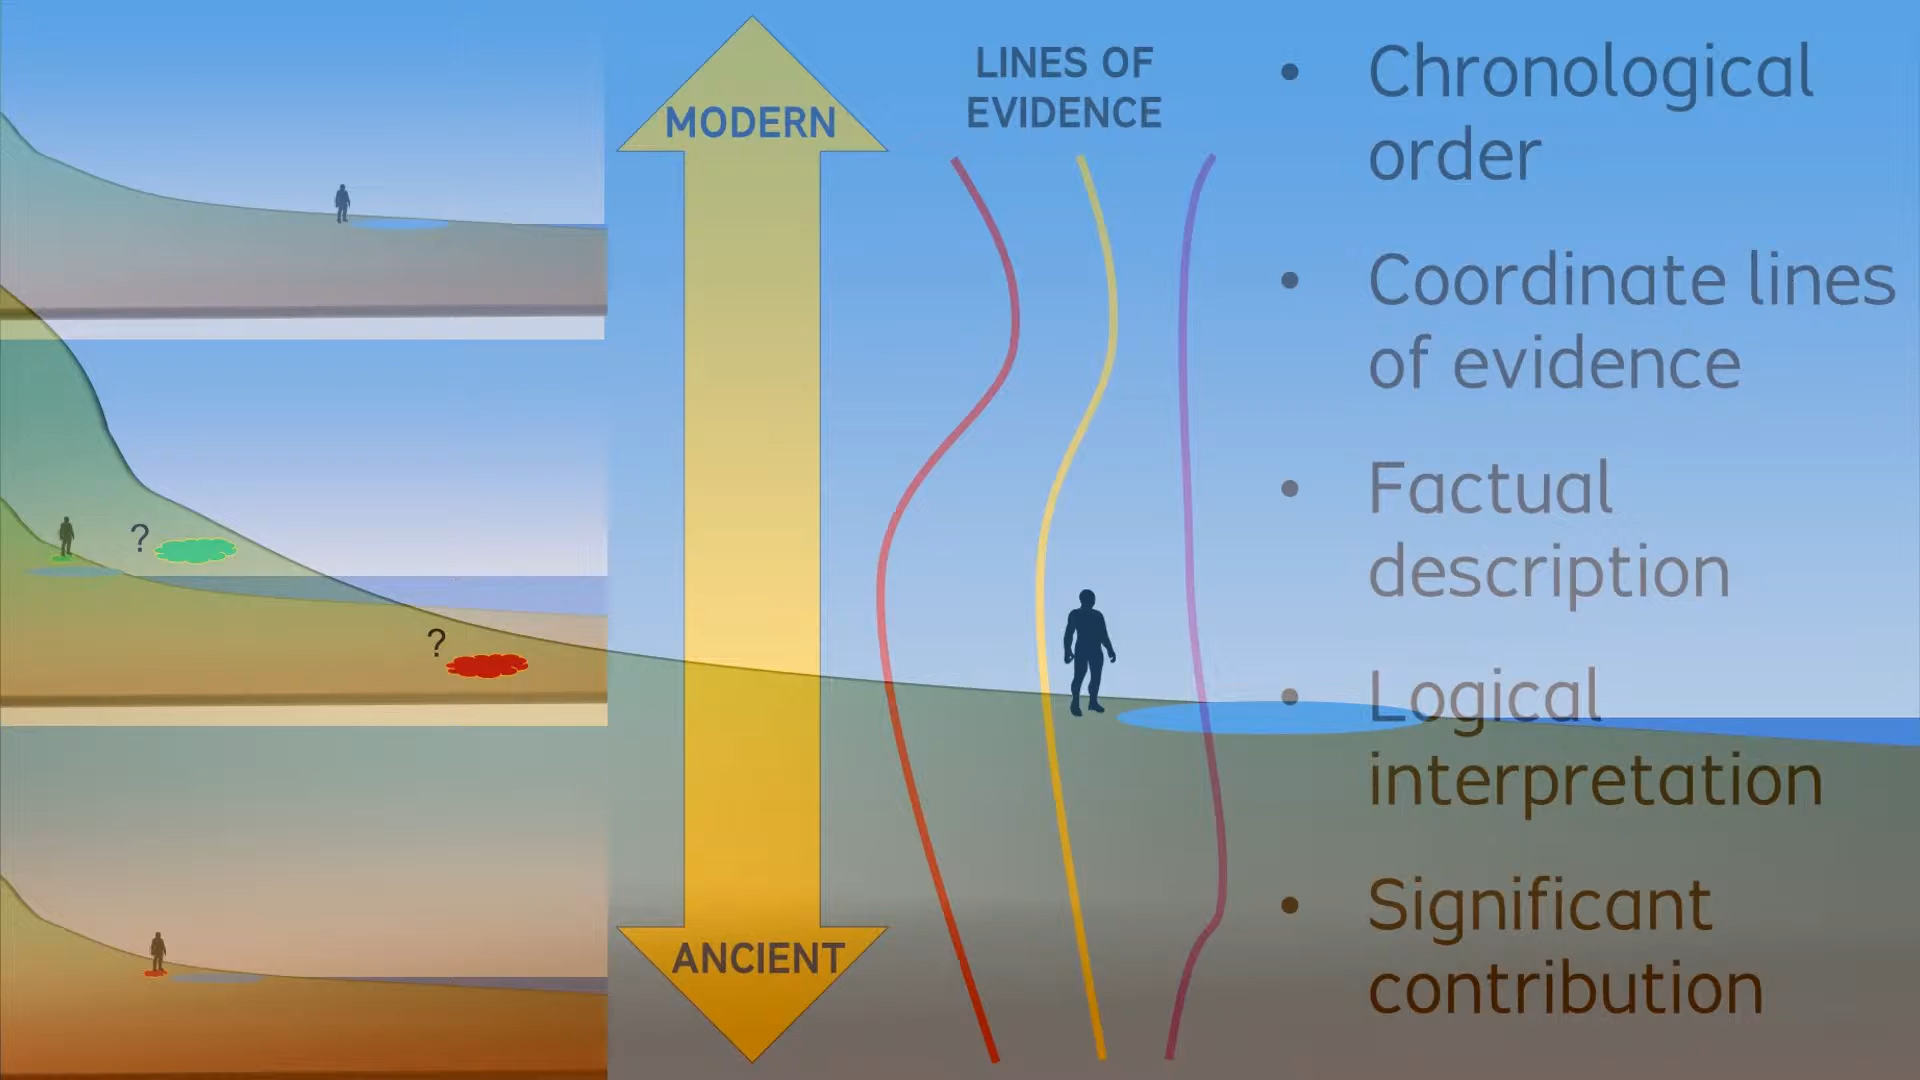 MODERN
LINES OF
EVIDENCE
?
?
ANCIENT
• Chronological
order
• Coordinate lines
of evidence
• Factual
description
• Logical
interpretation
• Significant
contribution